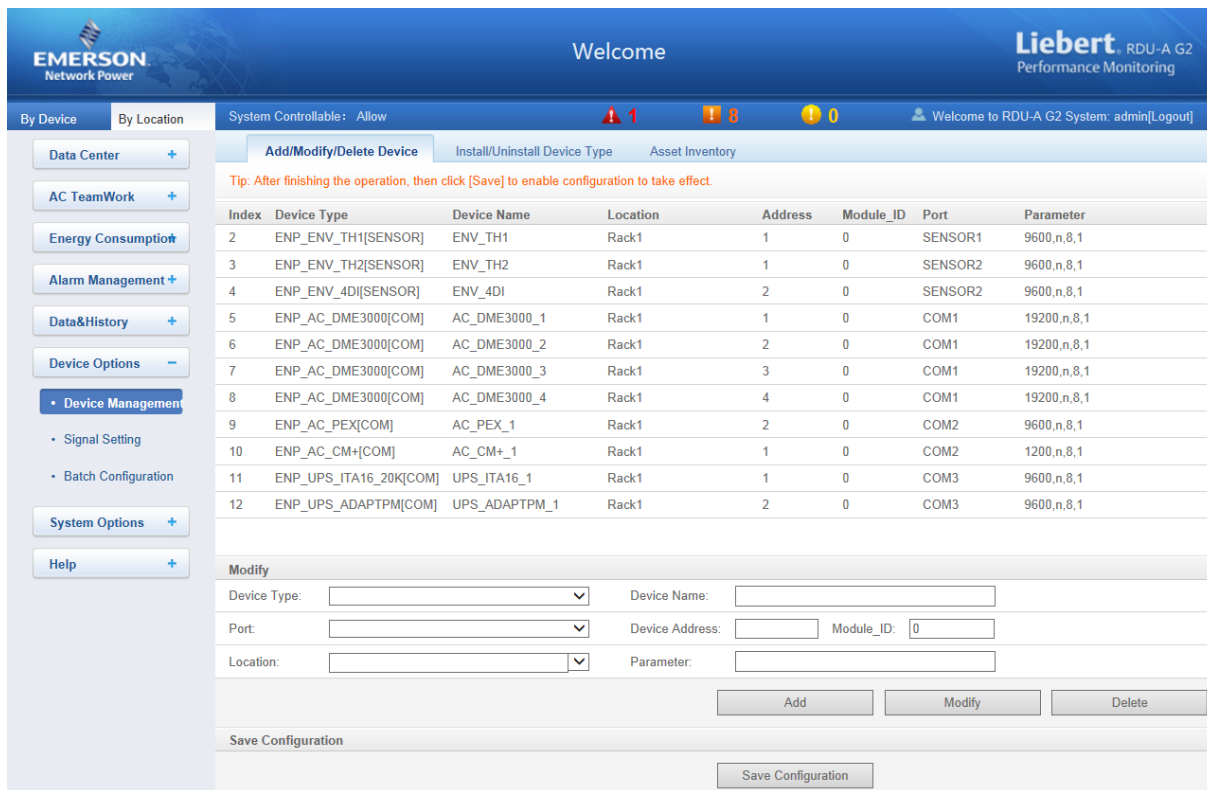 EMERSON.
Network Power
Welcome
Liebert. RDU-A G2
Performance Monitoring
By Device By Location
System Controllable: Allow
1 8 0
Welcome to RDU-A G2 System: admin[Logout]
Data Center +
AC TeamWork +
Energy Consumption+
Alarm Management +
Data&History +
Device Options −
• Device Management
• Signal Setting
• Batch Configuration
System Options +
Help +
Add/Modify/Delete Device Install/Uninstall Device Type Asset Inventory
Tip: After finishing the operation, then click [Save] to enable configuration to take effect.
Index Device Type Device Name Location Address Module_ID Port Parameter
2 ENP_ENV_TH1[SENSOR] ENV_TH1 Rack1 1 0 SENSOR1 9600,n,8,1
3 ENP_ENV_TH2[SENSOR] ENV_TH2 Rack1 1 0 SENSOR2 9600,n,8,1
4 ENP_ENV_4DI[SENSOR] ENV_4DI Rack1 2 0 SENSOR2 9600,n,8,1
5 ENP_AC_DME3000[COM] AC_DME3000_1 Rack1 1 0 COM1 19200,n,8,1
6 ENP_AC_DME3000[COM] AC_DME3000_2 Rack1 2 0 COM1 19200,n,8,1
7 ENP_AC_DME3000[COM] AC_DME3000_3 Rack1 3 0 COM1 19200,n,8,1
8 ENP_AC_DME3000[COM] AC_DME3000_4 Rack1 4 0 COM1 19200,n,8,1
9 ENP_AC_PEX[COM] AC_PEX_1 Rack1 2 0 COM2 9600,n,8,1
10 ENP_AC_CM+[COM] AC_CM+_1 Rack1 1 0 COM2 1200,n,8,1
11 ENP_UPS_ITA16_20K[COM] UPS_ITA16_1 Rack1 1 0 COM3 9600,n,8,1
12 ENP_UPS_ADAPTPM[COM] UPS_ADAPTPM_1 Rack1 2 0 COM3 9600,n,8,1
Modify
Device Type: Device Name:
Port: Device Address: Module_ID: 0
Location: Parameter:
Add Modify Delete
Save Configuration
Save Configuration